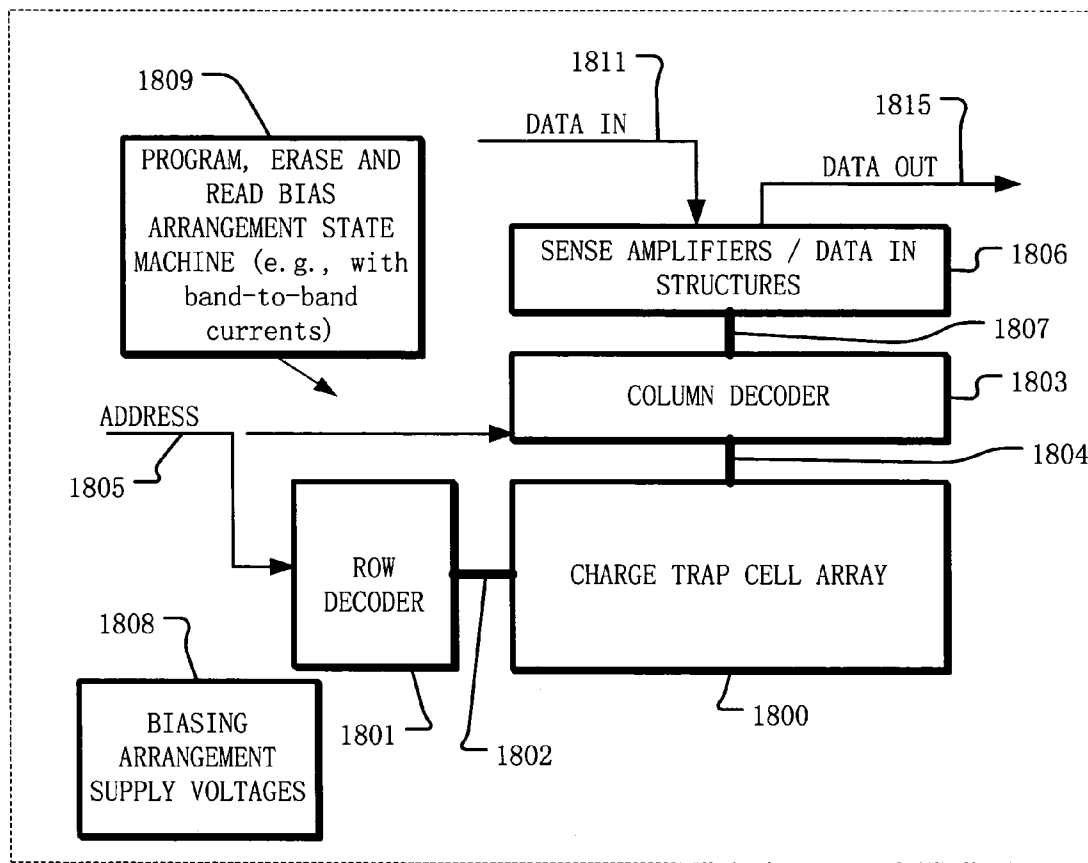 1809
1811
1815
DATA IN
DATA OUT
PROGRAM, ERASE AND
READ BIAS
ARRANGEMENT STATE
MACHINE (e.g., with
band-to-band
currents)
SENSE AMPLIFIERS / DATA IN
STRUCTURES
1806
1807
COLUMN DECODER
1803
ADDRESS
1805
1804
ROW
DECODER
CHARGE TRAP CELL ARRAY
1808
1801
1802
1800
BIASING
ARRANGEMENT
SUPPLY VOLTAGES